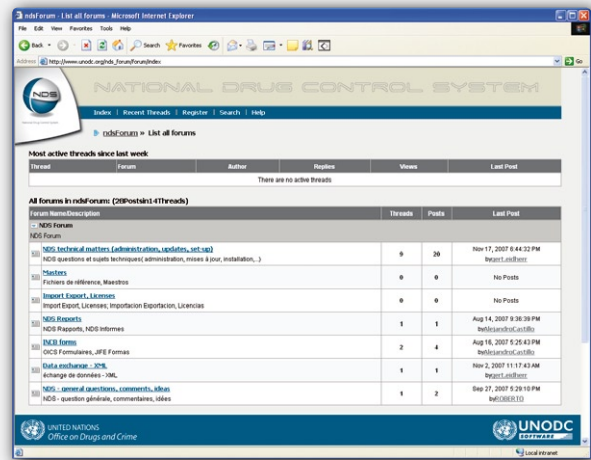 ndsForum - List all forums - Microsoft Internet Explorer
File Edit View Favorites Tools Help
Back Search Favorites
Address http://www.unodc.org/nds_forum/forum/index Go
NDS
NATIONAL DRUG CONTROL SYSTEM
Index | Recent Threads | Register | Search | Help
ndsForum » List all forums
Most active threads since last week
Thread Forum Author Replies Views Last Post
There are no active threads
All forums in ndsForum: (28Postsin14Threads)
Forum Name/Description Threads Posts Last Post
NDS Forum
NDS Forum
NDS technical matters (administration, updates, set-up) 9 20 Nov 17, 2007 6:44:32 PM
NDS questions et sujets techniques( administration, mises à jour, installation,..) bygert.eidherr
Masters 0 0 No Posts
Fichiers de référence, Maestros
Import Export, Licenses 0 0 No Posts
Import Export, Licenses; Importacion Exportacion, Licencias
NDS Reports 1 1 Aug 14, 2007 9:36:39 PM
NDS Rapports, NDS Informes byAlesandroCastillo
INCB forms 2 4 Aug 16, 2007 5:25:43 PM
OICS Formulaires, JIFE Formas byAlesandroCastillo
Data exchange - XML 1 1 Nov 2, 2007 11:17:43 AM
échange de données - XML bygert.eidherr
NDS - general questions, comments, ideas 1 2 Sep 27, 2007 5:29:10 PM
NDS - question générale, commentaires, idées byROBERTO
UNITED NATIONS
Office on Drugs and Crime
UNODC
SOFTWARE
Local intranet